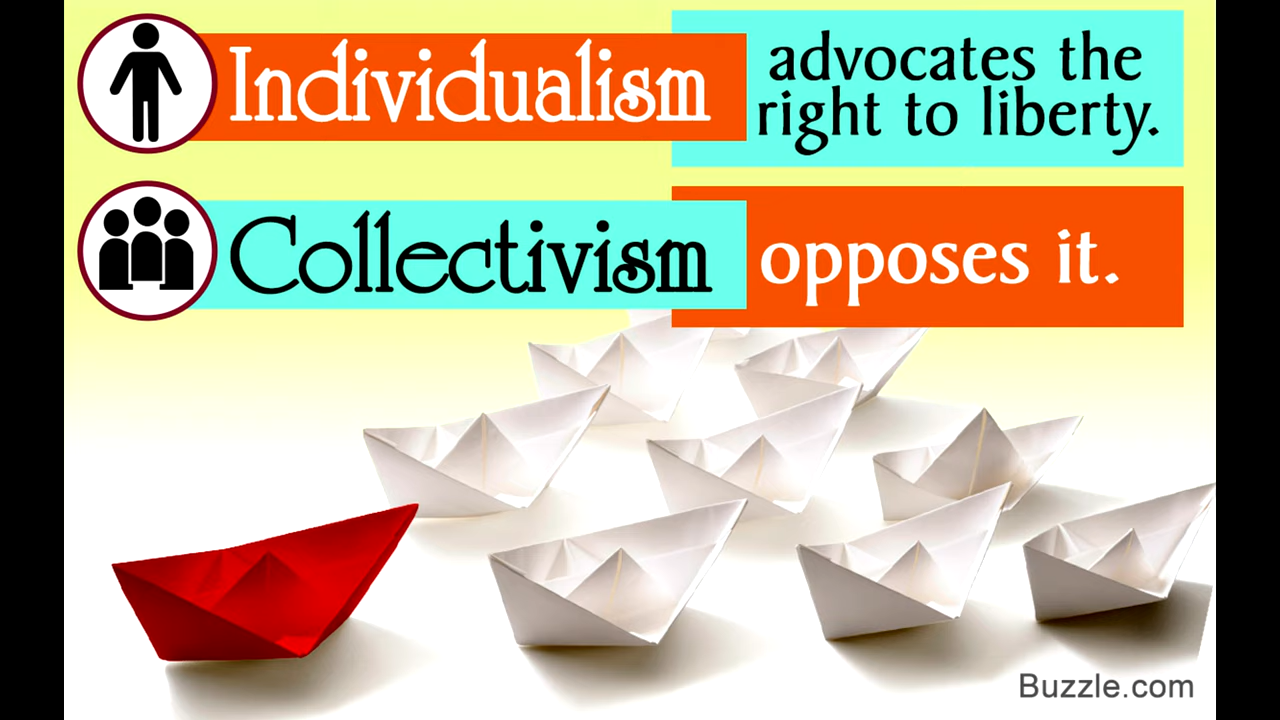 Individualism
advocates the
right to liberty.
Collectivism
opposes it.
Buzzle.com